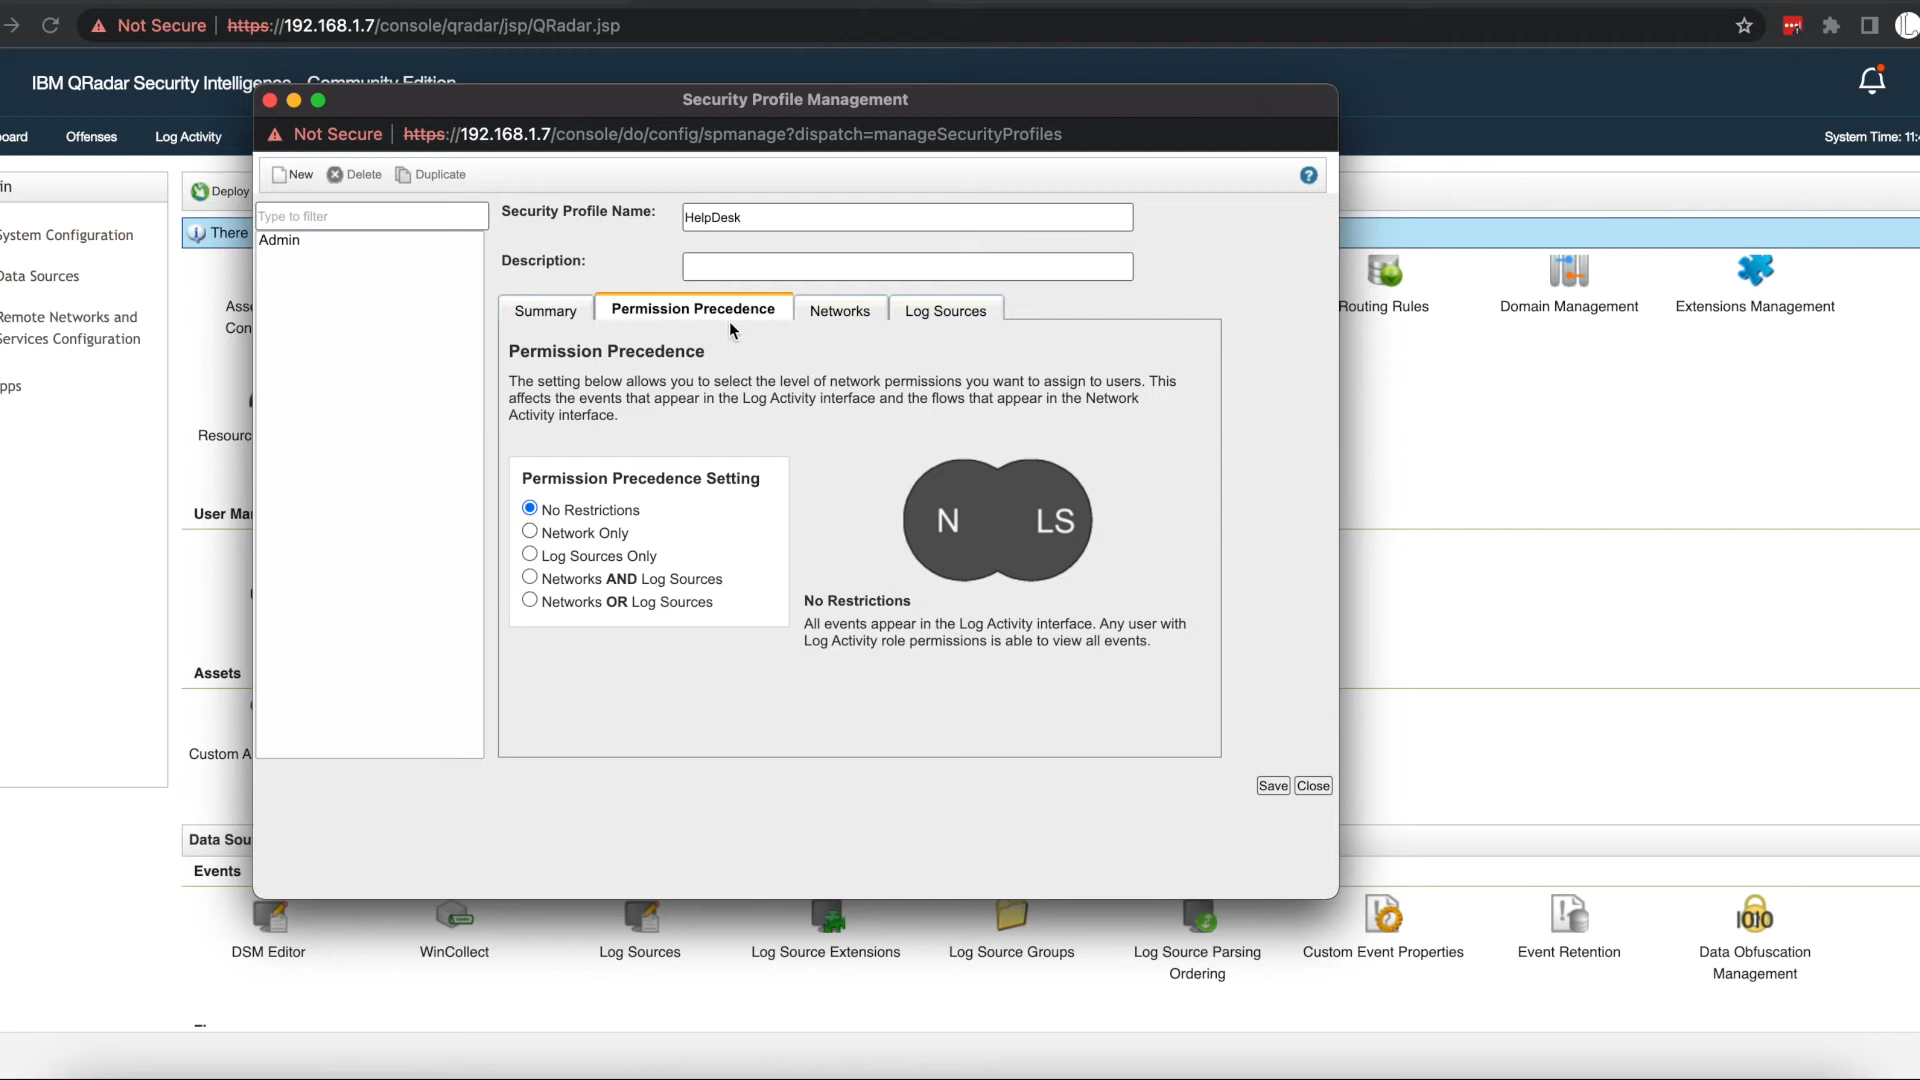 Not Secure | https://192.168.1.7/console/qradar/jsp/QRadar.jsp
IBM QRadar Security Intelligence - Community Edition
Security Profile Management
Not Secure | https://192.168.1.7/console/do/config/spmanage?dispatch=manageSecurityProfiles
oard Offenses Log Activity
System Time: 11:4
New Delete Duplicate
in
Deploy
Type to filter
Security Profile Name: HelpDesk
There
System Configuration
Admin
Description:
Data Sources
Summary Permission Precedence Networks Log Sources
Routing Rules Domain Management Extensions Management
Remote Networks and
Services Configuration
Asse
Con
Permission Precedence
The setting below allows you to select the level of network permissions you want to assign to users. This
affects the events that appear in the Log Activity interface and the flows that appear in the Network
Activity interface.
pps
Resourc
Permission Precedence Setting
No Restrictions
Network Only
Log Sources Only
Networks AND Log Sources
Networks OR Log Sources
N LS
No Restrictions
All events appear in the Log Activity interface. Any user with
Log Activity role permissions is able to view all events.
User Ma
Assets
Custom A
Save Close
Data Sou
Events
DSM Editor WinCollect Log Sources Log Source Extensions Log Source Groups Log Source Parsing Custom Event Properties Event Retention Data Obfuscation
Ordering Management